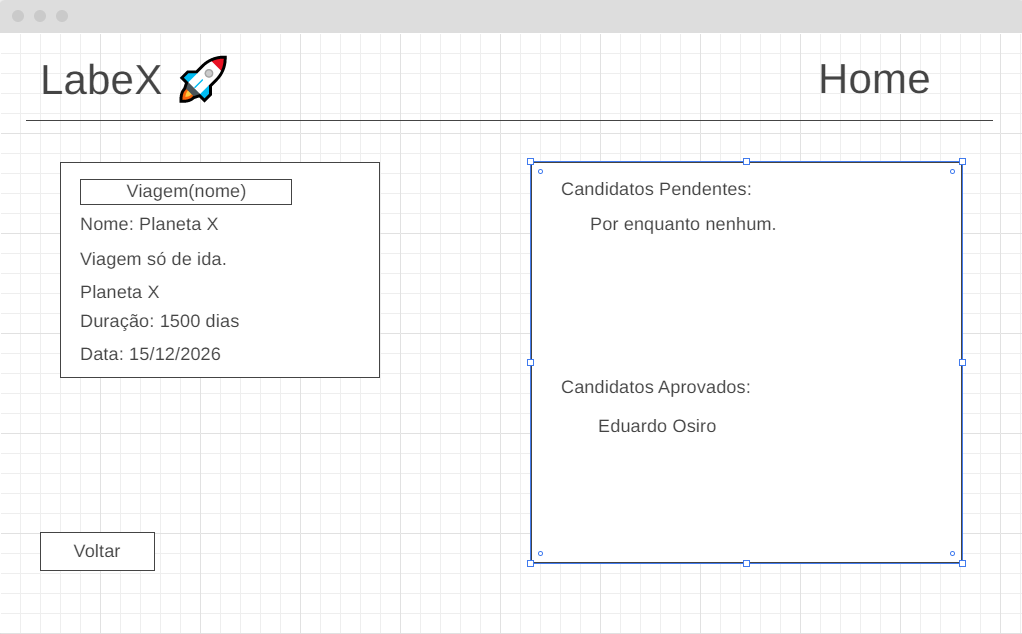 LabeX
Home
Viagem(nome)
Nome: Planeta X
Viagem só de ida.
Planeta X
Duração: 1500 dias
Data: 15/12/2026
Candidatos Pendentes:
Por enquanto nenhum.
Candidatos Aprovados:
Eduardo Osiro
Voltar